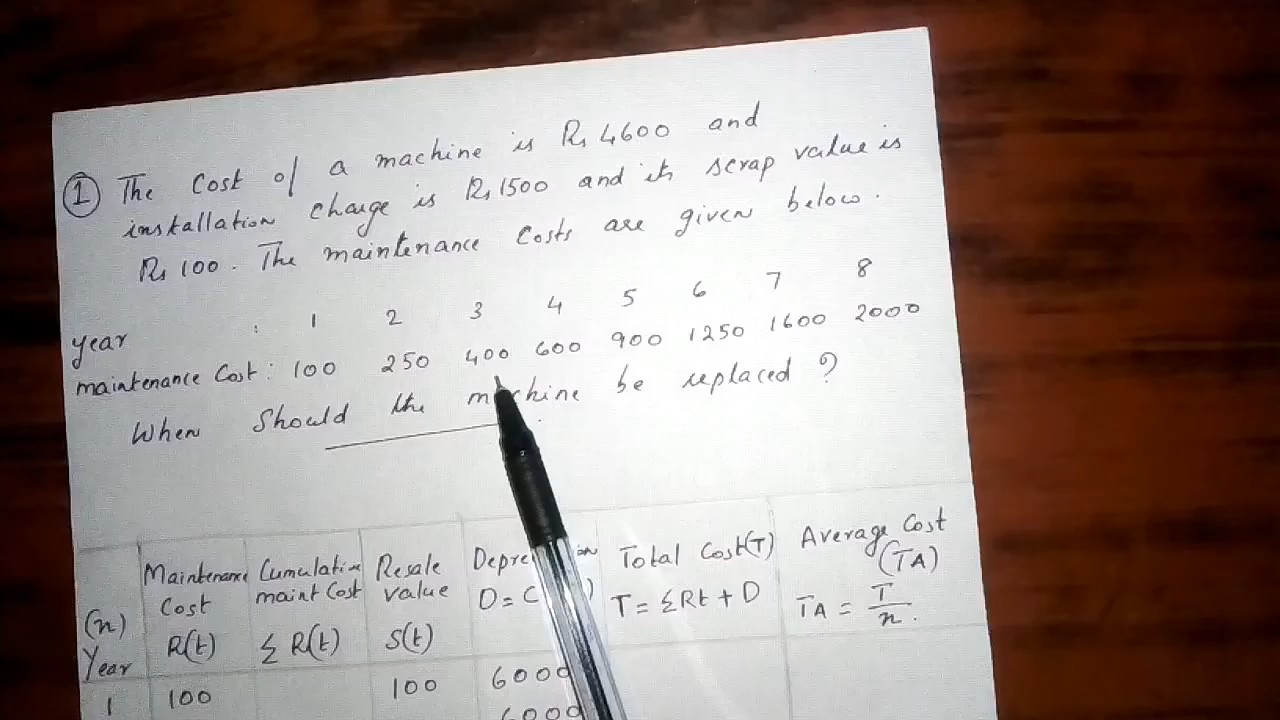 ① The Cost of a machine is Rs 4600 and
installation charge is Rs 1500 and its scrap value is
Rs 100. The maintenance Costs are given below.
year : 1 2 3 4 5 6 7 8
maintenance Cost : 100 250 400 600 900 1250 1600 2000
When Should the machine be replaced ?
(n) Year
Maintenance Cost R(t)
Cumulative maint Cost Σ R(t)
Resale value S(t)
D = C
Total Cost(T) T = ΣRt + D
Average Cost (TA) TA = T/n.
1 100 100 6000
6000